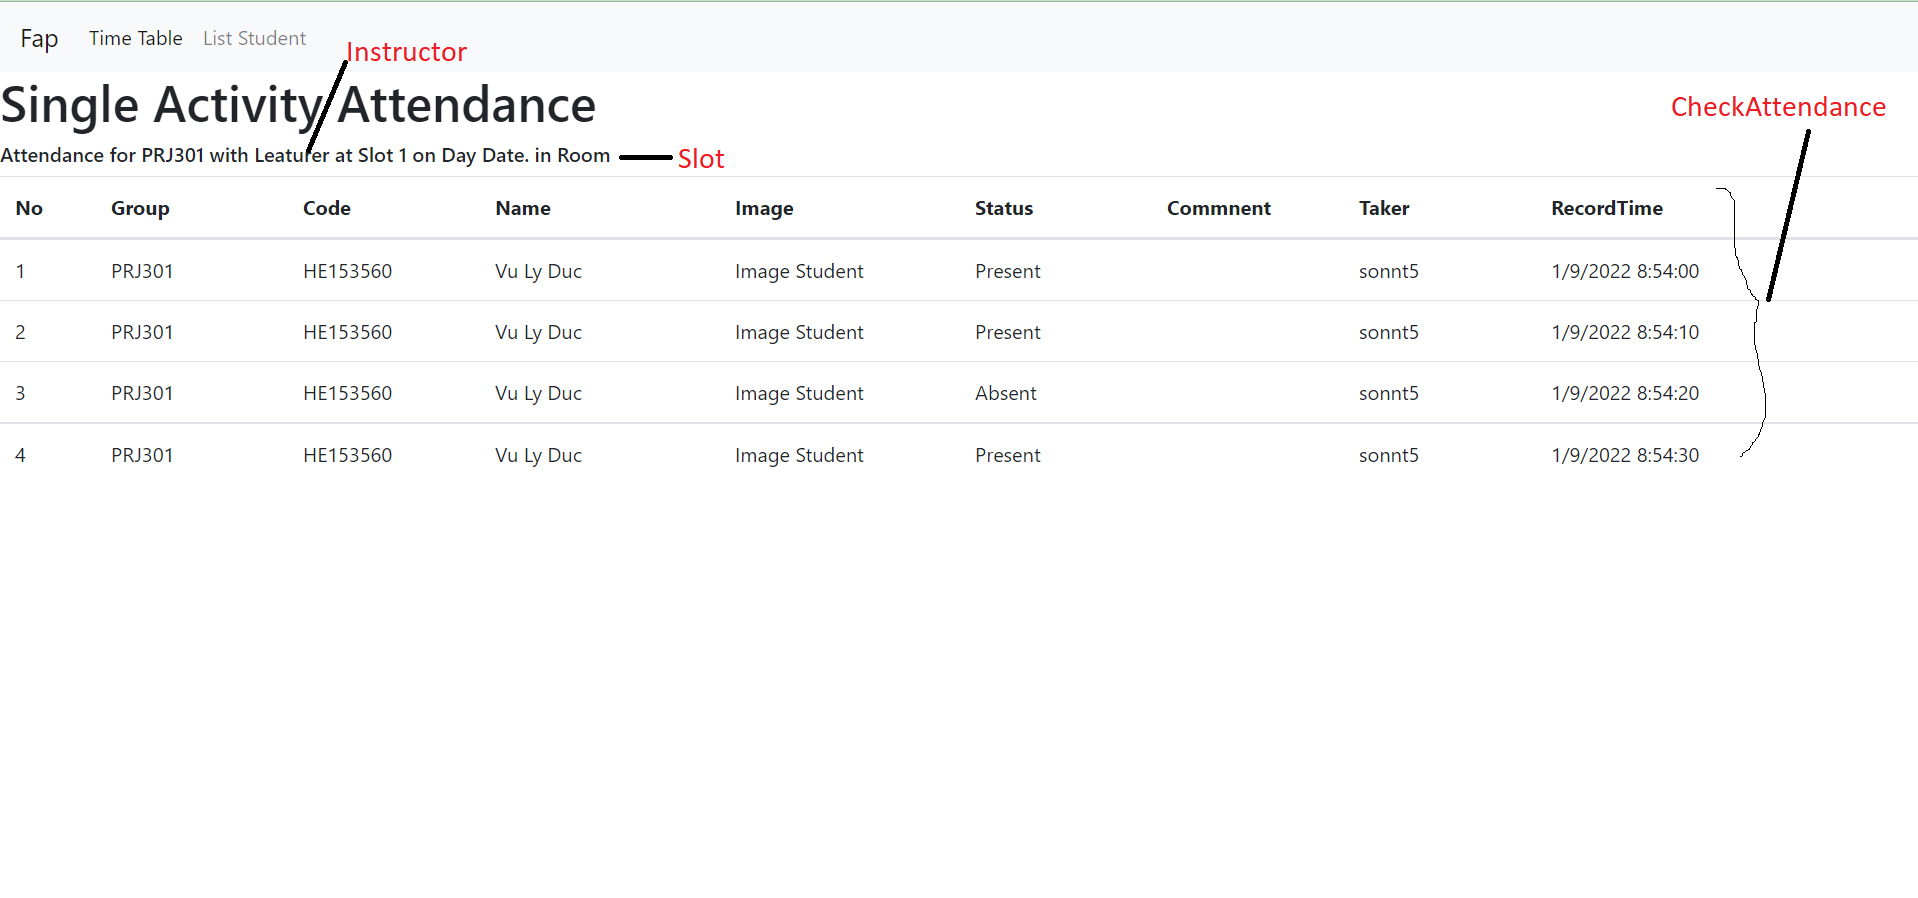 Fap Time Table List Student
Instructor
Single Activity Attendance
CheckAttendance
Attendance for PRJ301 with Leaturer at Slot 1 on Day Date. in Room
Slot
No Group Code Name Image Status Commnent Taker RecordTime
1 PRJ301 HE153560 Vu Ly Duc Image Student Present sonnt5 1/9/2022 8:54:00
2 PRJ301 HE153560 Vu Ly Duc Image Student Present sonnt5 1/9/2022 8:54:10
3 PRJ301 HE153560 Vu Ly Duc Image Student Absent sonnt5 1/9/2022 8:54:20
4 PRJ301 HE153560 Vu Ly Duc Image Student Present sonnt5 1/9/2022 8:54:30